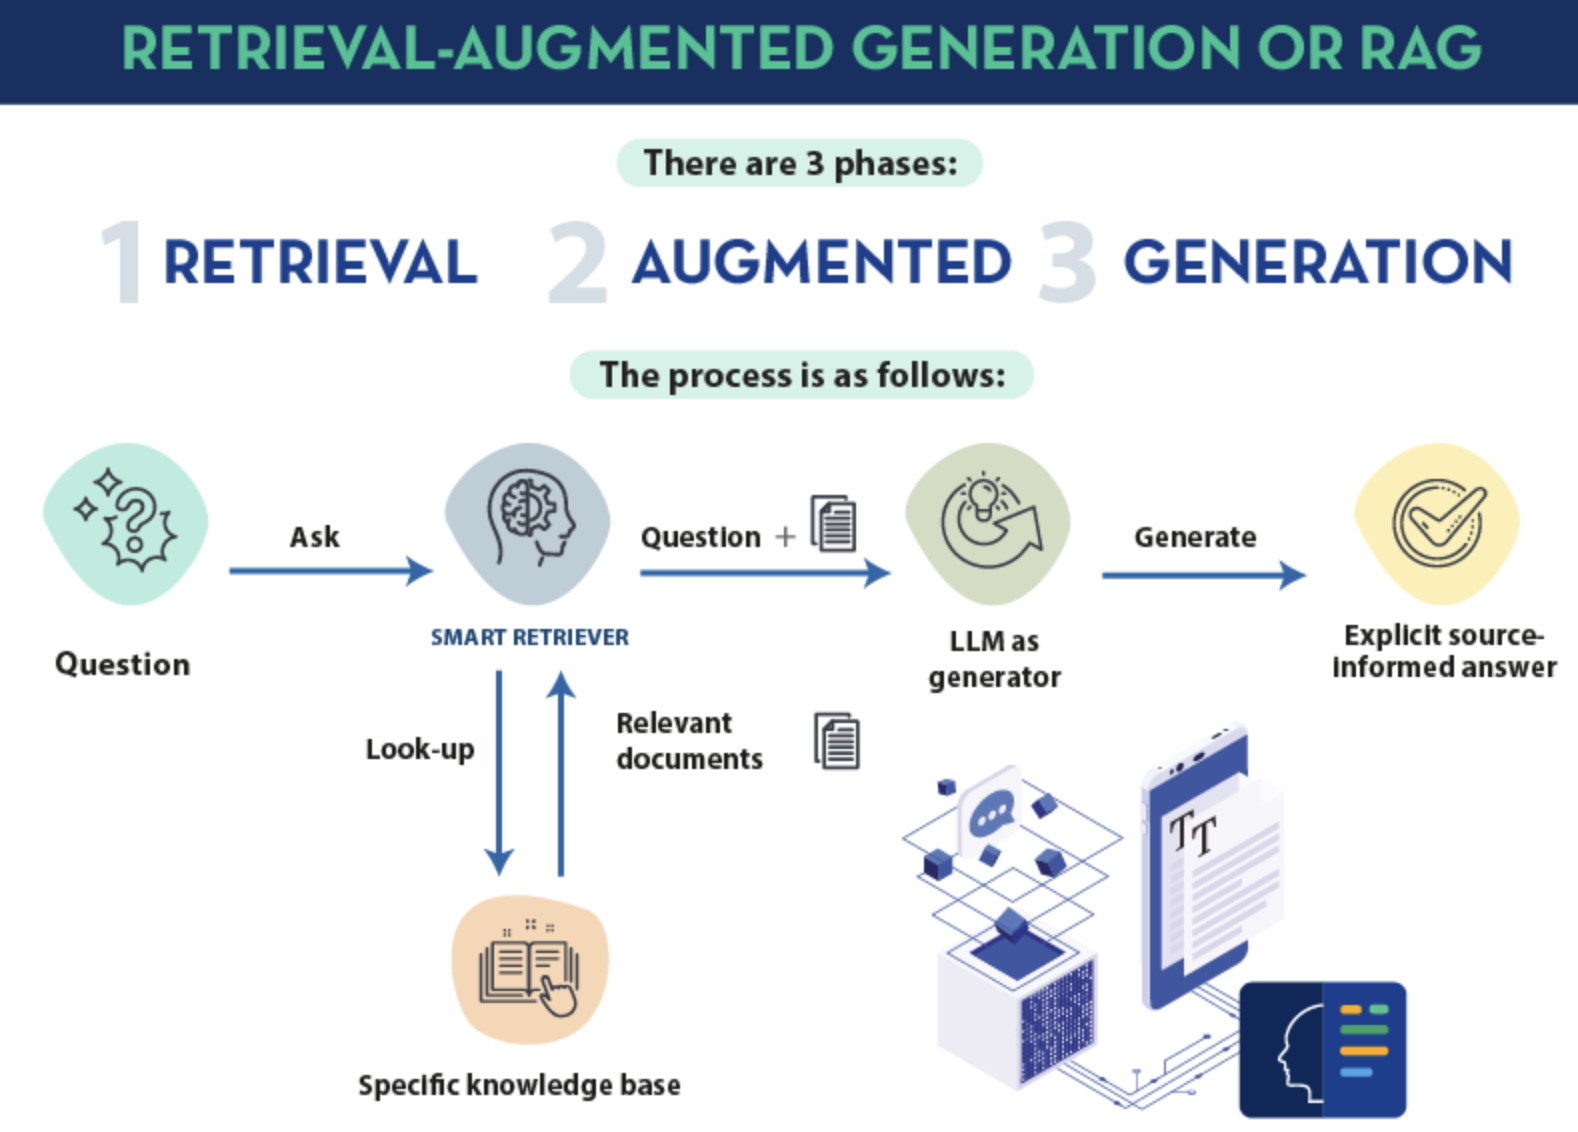 RETRIEVAL-AUGMENTED GENERATION OR RAG
There are 3 phases:
1 RETRIEVAL 2 AUGMENTED 3 GENERATION
The process is as follows:
Ask
Question +
Generate
Question
SMART RETRIEVER
LLM as
generator
Explicit source-
informed answer
Look-up
Relevant
documents
TT
Specific knowledge base